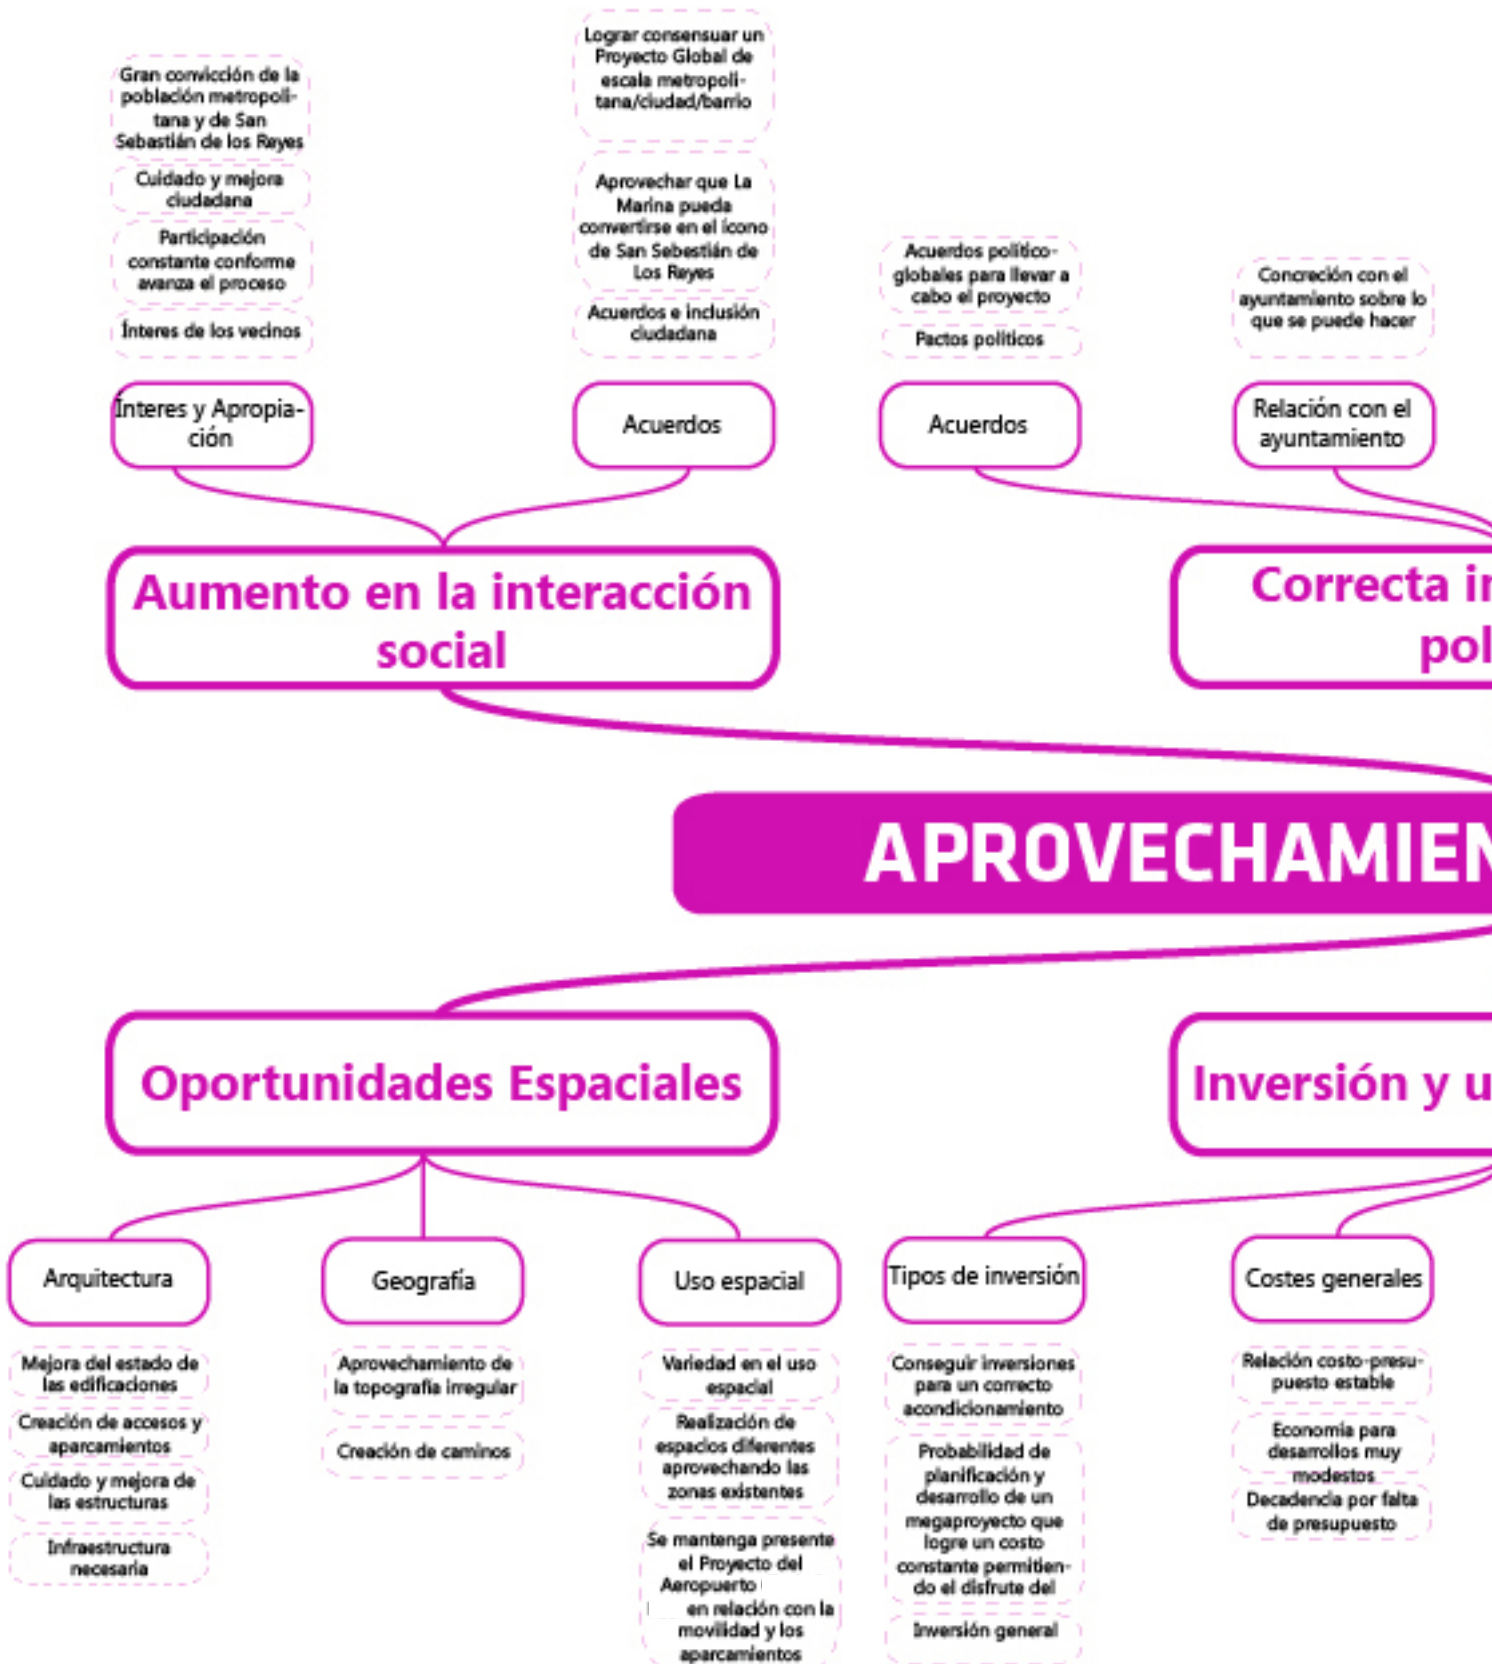 Gran convicción de la
población metropoli-
tana y de San
Sebastián de los Reyes
Cuidado y mejora
ciudadana
Participación
constante conforme
avanza el proceso
Ínteres de los vecinos
Ínteres y Apropia-
ción
Lograr consensuar un
Proyecto Global de
escala metropoli-
tana/ciudad/barrio
Aprovechar que La
Marina pueda
convertirse en el ícono
de San Sebestián de
Los Reyes
Acuerdos e inclusión
ciudadana
Acuerdos
Acuerdos político-
globales para llevar a
cabo el proyecto
Pactos políticos
Acuerdos
Concreción con el
ayuntamiento sobre lo
que se puede hacer
Relación con el
ayuntamiento
Aumento en la interacción
social
Correcta in
pol
APROVECHAMIEN
Oportunidades Espaciales
Inversión y u
Arquitectura
Mejora del estado de
las edificaciones
Creación de accesos y
aparcamientos
Cuidado y mejora de
las estructuras
Infraestructura
necesaria
Geografía
Aprovechamiento de
la topografía irregular
Creación de caminos
Uso espacial
Variedad en el uso
espacial
Realización de
espacios diferentes
aprovechando las
zonas existentes
Se mantenga presente
el Proyecto del
Aeropuerto
en relación con la
movilidad y los
aparcamientos
Tipos de inversión
Conseguir inversiones
para un correcto
acondicionamiento
Probabilidad de
planificación y
desarrollo de un
megaproyecto que
logre un costo
constante permitien-
do el disfrute del
Inversión general
Costes generales
Relación costo-presu-
puesto estable
Economía para
desarrollos muy
modestos
Decadencia por falta
de presupuesto